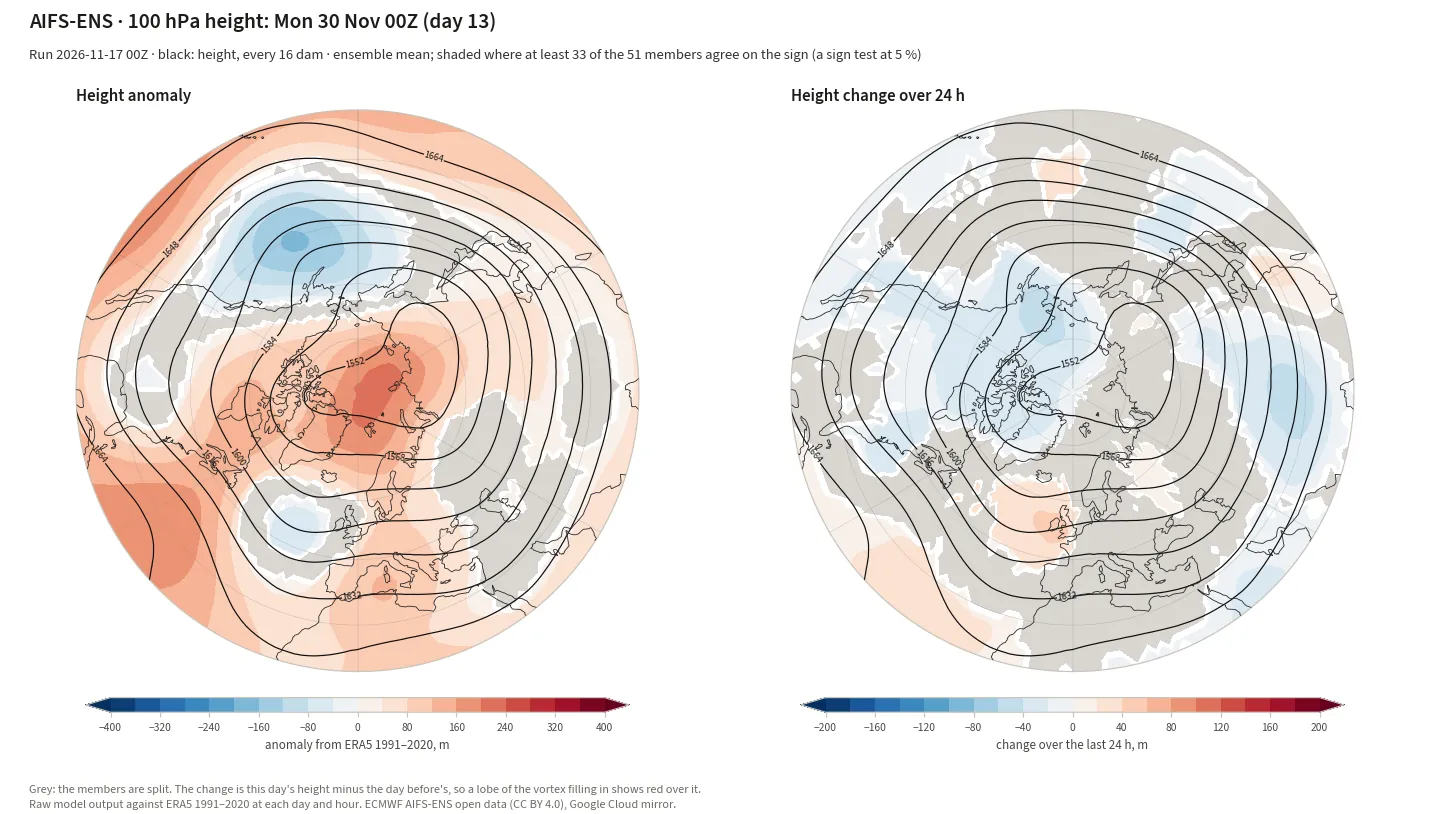 AIFS-ENS · 100 hPa height: Mon 30 Nov 00Z (day 13)
Run 2026-11-17 00Z · black: height, every 16 dam · ensemble mean; shaded where at least 33 of the 51 members agree on the sign (a sign test at 5 %)
Height anomaly
Height change over 24 h
1664
1648
1584
1552
1568
1600
1616
1664
1632
1664
1648
1584
1552
1568
1600
1616
1664
1632
−400 −320 −240 −160 −80 0 80 160 240 320 400
anomaly from ERA5 1991–2020, m
−200 −160 −120 −80 −40 0 40 80 120 160 200
change over the last 24 h, m
Grey: the members are split. The change is this day's height minus the day before's, so a lobe of the vortex filling in shows red over it.
Raw model output against ERA5 1991–2020 at each day and hour. ECMWF AIFS-ENS open data (CC BY 4.0), Google Cloud mirror.